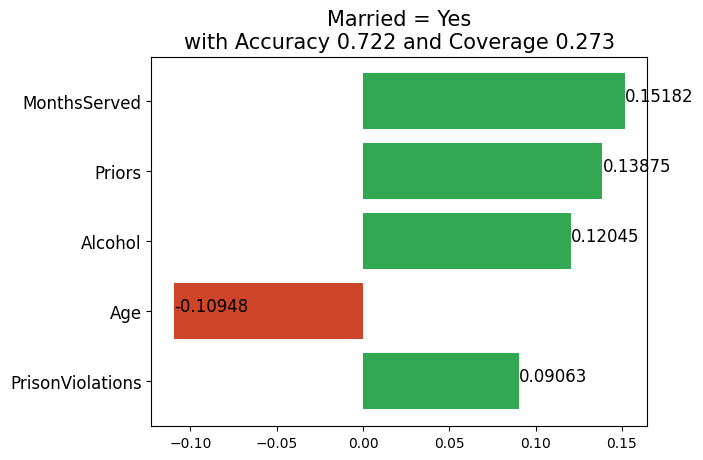 Married = Yes
with Accuracy 0.722 and Coverage 0.273
MonthsServed
0.15182
Priors
0.13875
Alcohol
0.12045
Age
-0.10948
PrisonViolations
0.09063
−0.10
−0.05
0.00
0.05
0.10
0.15